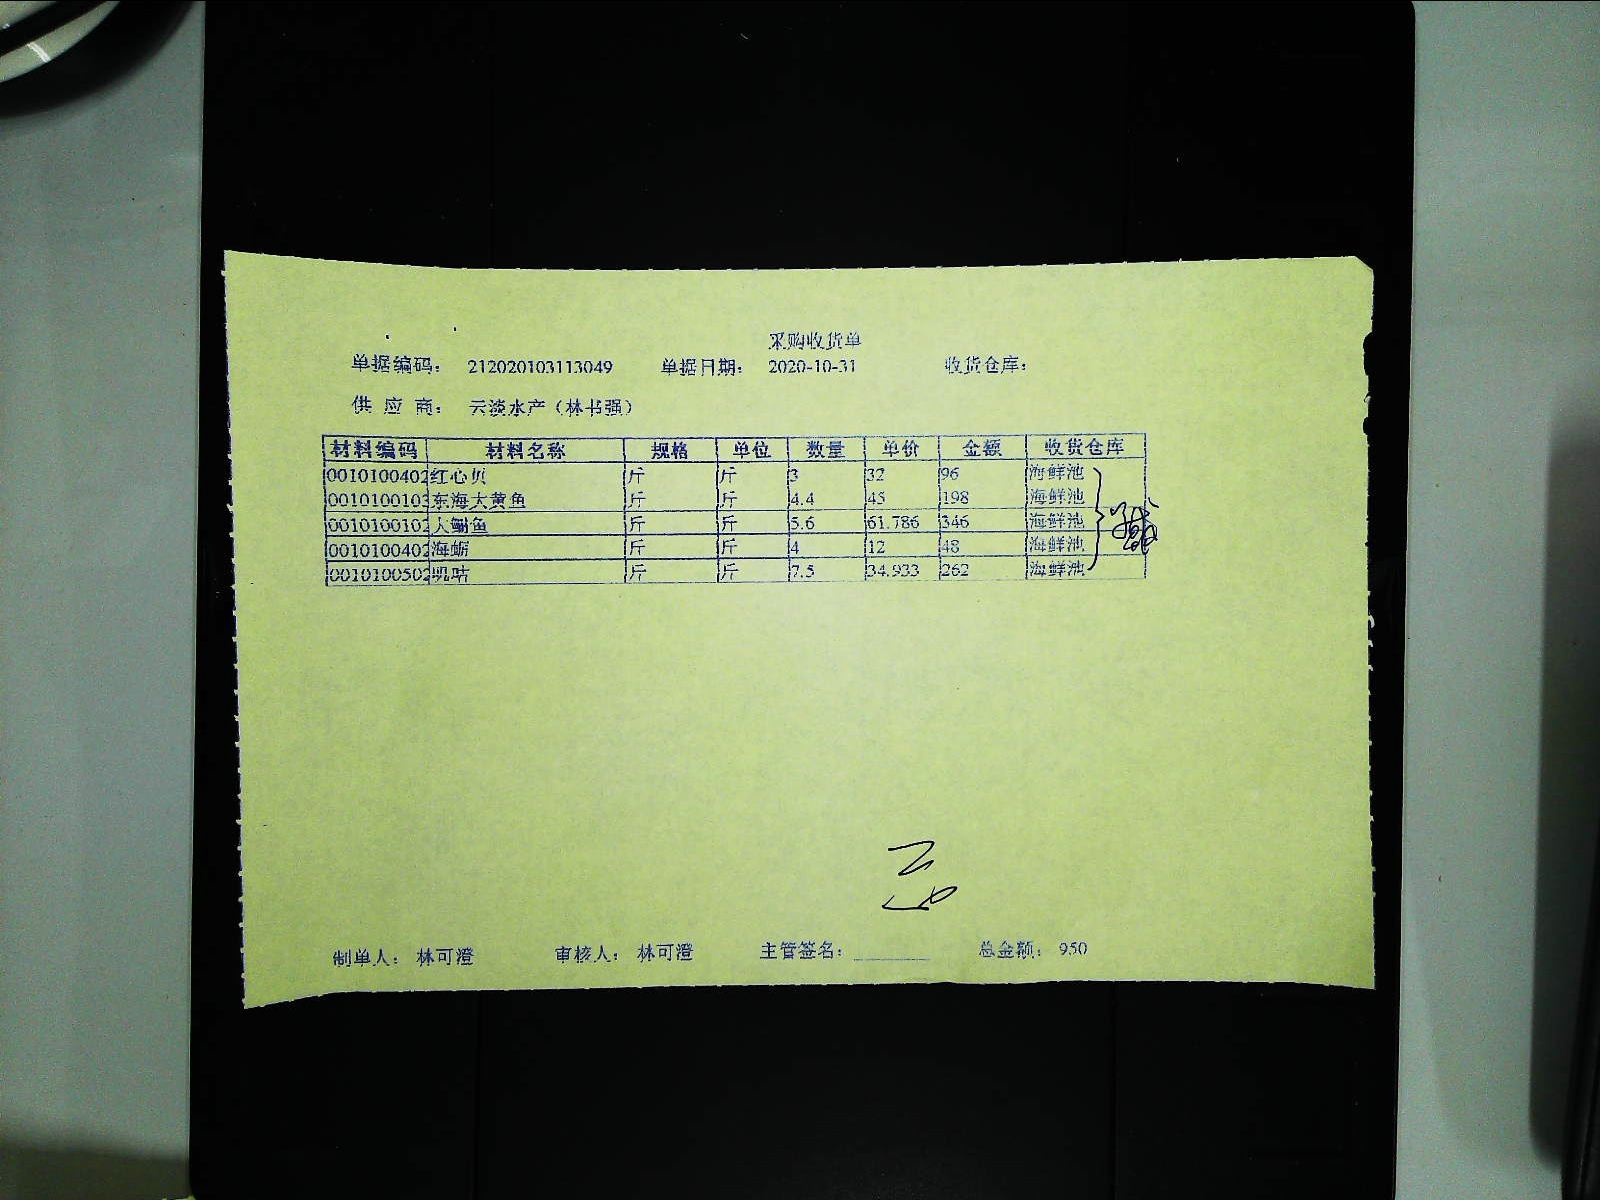 采购收货单
单据编码： 212020103113049 单据日期： 2020-10-31 收货仓库：
供 应 商： 云淡水产（林书强）
材料编码 材料名称 规格 单位 数量 单价 金额 收货仓库
0010100402 红心贝 斤 斤 3 32 96 海鲜池
0010100103 东海大黄鱼 斤 斤 4.4 45 198 海鲜池
0010100102 大鲫鱼 斤 斤 5.6 61.786 346 海鲜池
0010100402 海蛎 斤 斤 4 12 48 海鲜池
0010100502 斤 斤 7.5 34.933 262 海鲜池
制单人： 林可澄 审核人： 林可澄 主管签名： 总金额： 950